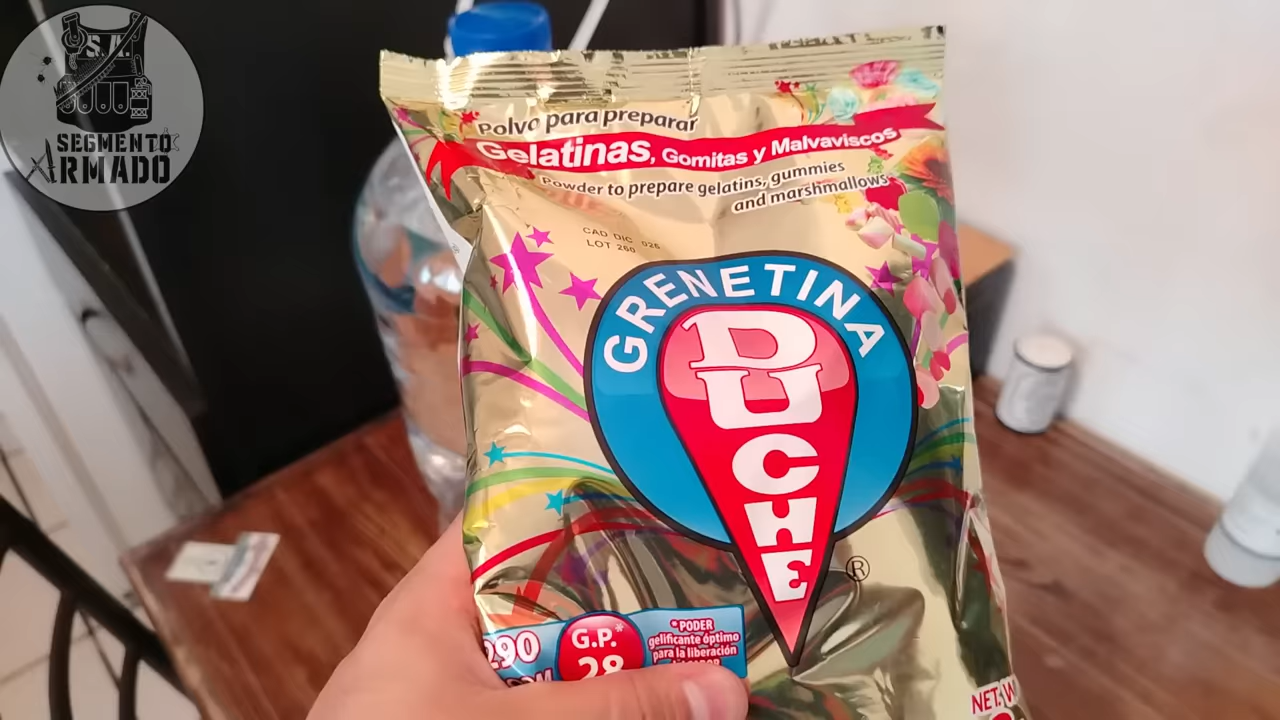 S.A.
SEGMENTO
ARMADO
Polvo para preparar
Gelatinas, Gomitas y Malvaviscos
Powder to prepare gelatins, gummies
and marshmallows
CAD DIC 026
LOT 260
GRENETINA
DUCHE
®
290
G.P.*
28
*PODER
gelificante óptimo
para la liberación
NET. W